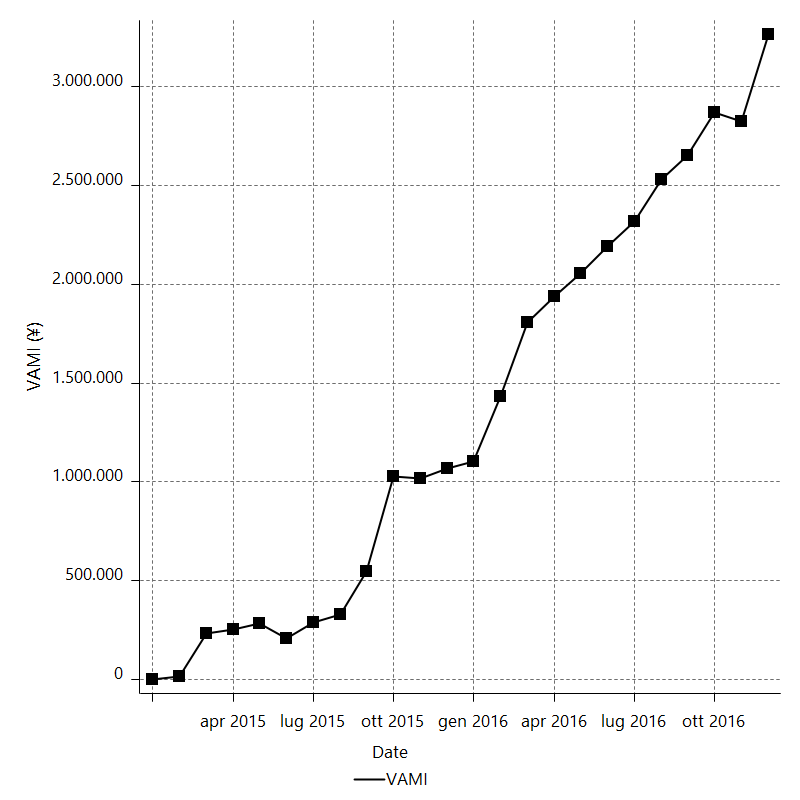 3.000.000
2.500.000
2.000.000
1.500.000
1.000.000
500.000
0
VAMI (¥)
apr 2015 lug 2015 ott 2015 gen 2016 apr 2016 lug 2016 ott 2016
Date
VAMI